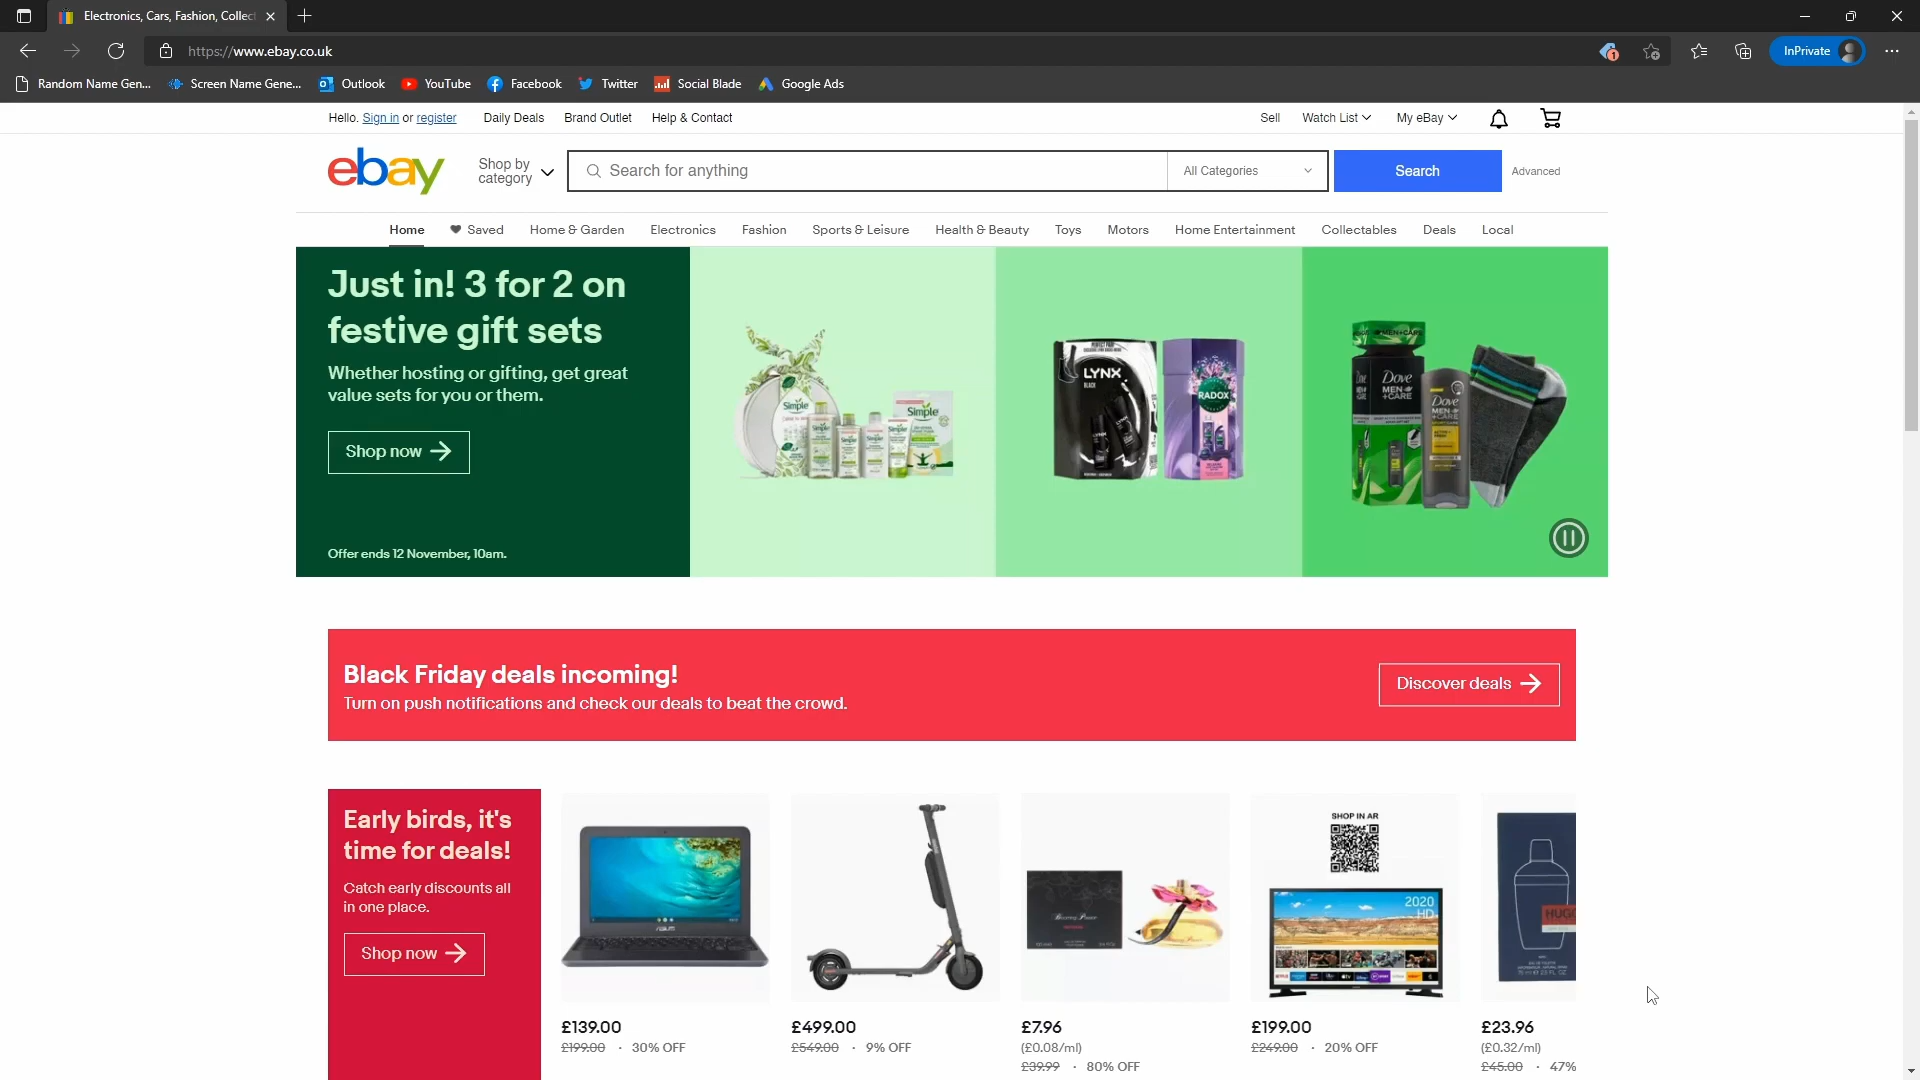 Electronics, Cars, Fashion, Collect
https://www.ebay.co.uk
1
InPrivate
Random Name Gen...
Screen Name Gene...
Outlook
YouTube
Facebook
Twitter
Social Blade
Google Ads
Hello. Sign in or register
Daily Deals
Brand Outlet
Help & Contact
Sell
Watch List
My eBay
ebay
Shop by
category
Search for anything
All Categories
Search
Advanced
Home
Saved
Home & Garden
Electronics
Fashion
Sports & Leisure
Health & Beauty
Toys
Motors
Home Entertainment
Collectables
Deals
Local
Just in! 3 for 2 on
festive gift sets
Whether hosting or gifting, get great
value sets for you or them.
Shop now
Offer ends 12 November, 10am.
Simple
Simple
LYNX
BLACK
RADOX
Dove
MEN
+CARE
Dove
MEN+
CARE
Black Friday deals incoming!
Turn on push notifications and check our deals to beat the crowd.
Discover deals
Early birds, it's
time for deals!
Catch early discounts all
in one place.
Shop now
ASUS
SHOP IN AR
2020
HD
HUGO
£139.00
£199.00 · 30% OFF
£499.00
£549.00 · 9% OFF
£7.96
(£0.08/ml)
£39.99 · 80% OFF
£199.00
£249.00 · 20% OFF
£23.96
(£0.32/ml)
£45.00 · 47%